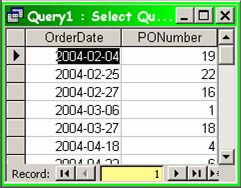 Query1 : Select Qu...
OrderDate PONumber
2004-02-04 19
2004-02-25 22
2004-02-27 16
2004-03-06 1
2004-03-27 18
2004-04-18 4
Record: 1